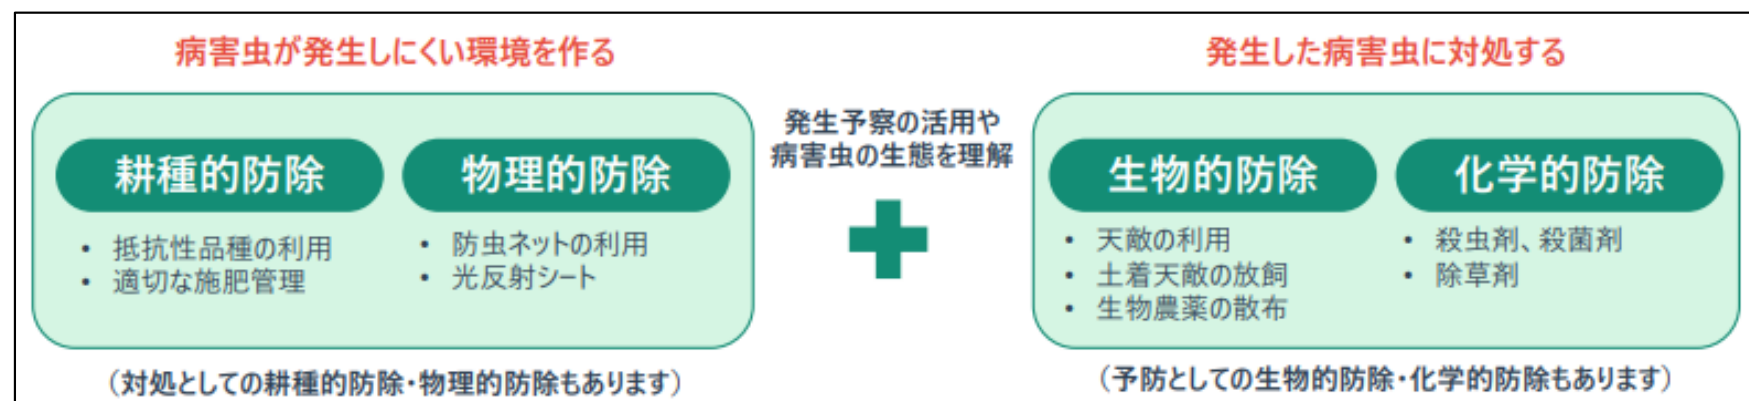 病害虫が発生しにくい環境を作る
耕種的防除
・ 抵抗性品種の利用
・ 適切な施肥管理
物理的防除
・ 防虫ネットの利用
・ 光反射シート
(対処としての耕種的防除・物理的防除もあります)
発生予察の活用や
病害虫の生態を理解
発生した病害虫に対処する
生物的防除
・ 天敵の利用
・ 土着天敵の放飼
・ 生物農薬の散布
化学的防除
・ 殺虫剤、殺菌剤
・ 除草剤
(予防としての生物的防除・化学的防除もあります)